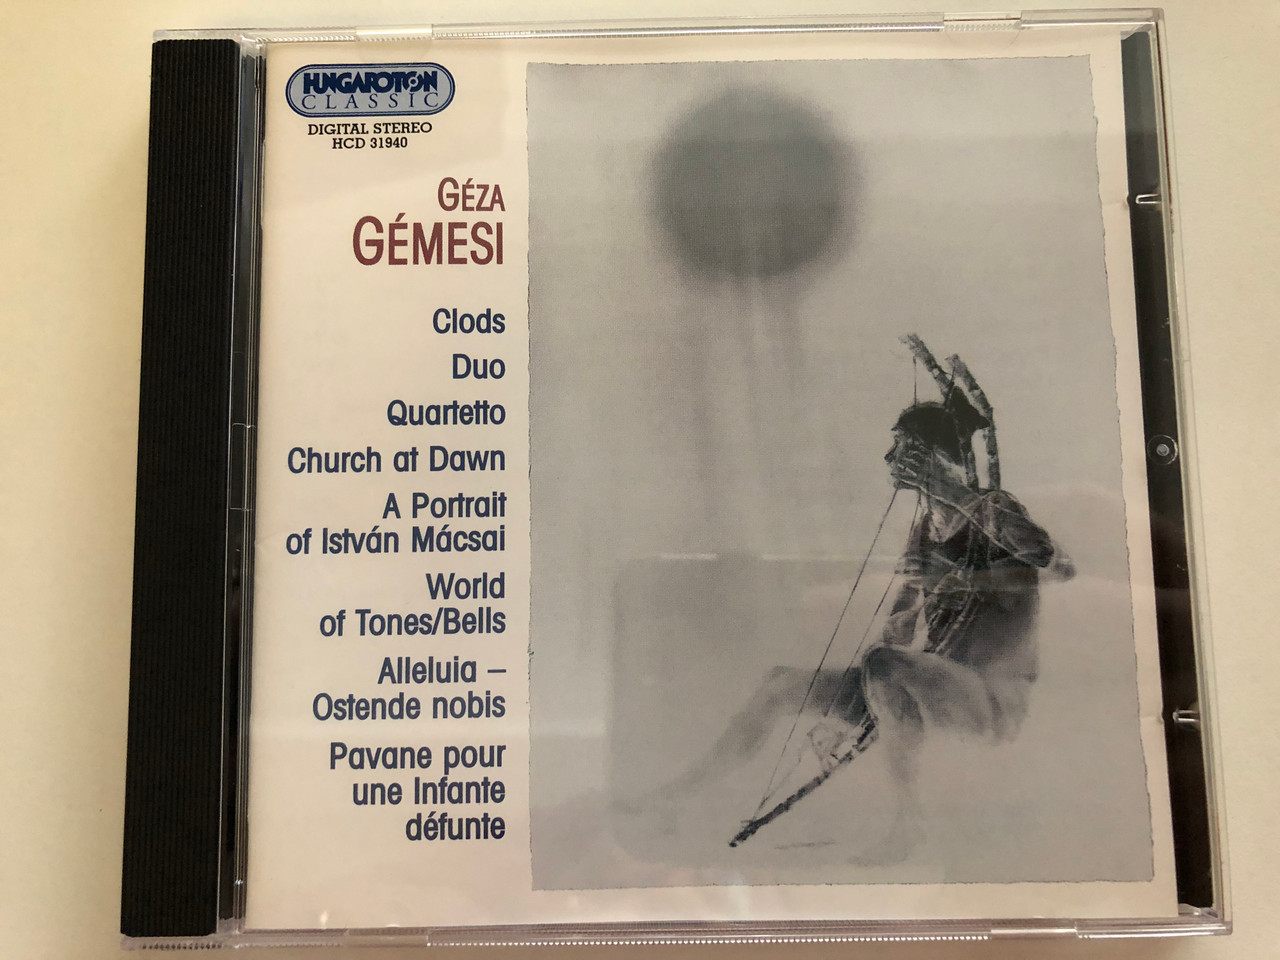 HUNGAROTON
CLASSIC
DIGITAL STEREO
HCD 31940
GÉZA
GÉMESI
Clods
Duo
Quartetto
Church at Dawn
A Portrait
of István Mácsai
World
of Tones/Bells
Alleluia –
Ostende nobis
Pavane pour
une Infante
défunte